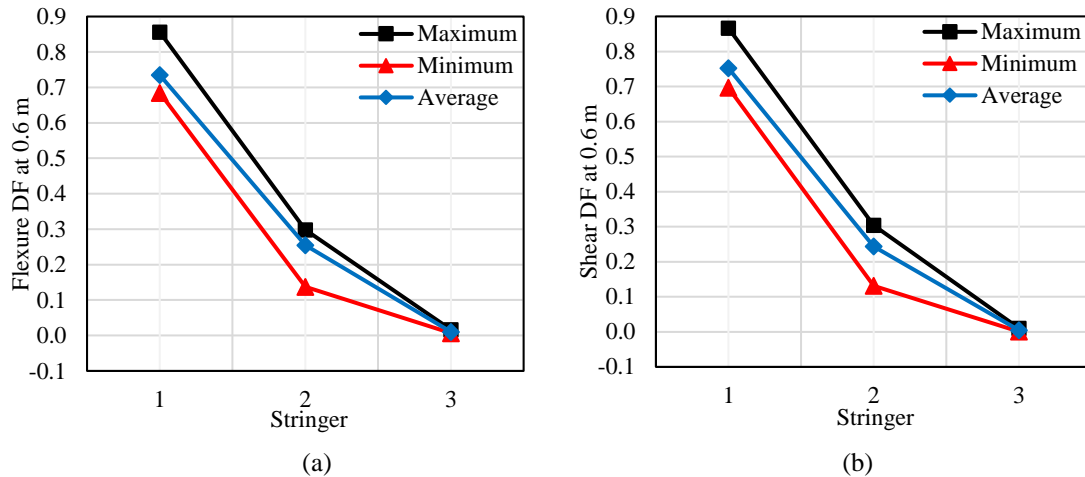 0.9
0.8
0.7
0.6
0.5
0.4
0.3
0.2
0.1
0.0
-0.1
Flexure DF at 0.6 m
Maximum
Minimum
Average
1 2 3
Stringer
(a)
0.9
0.8
0.7
0.6
0.5
0.4
0.3
0.2
0.1
0.0
-0.1
Shear DF at 0.6 m
Maximum
Minimum
Average
1 2 3
Stringer
(b)